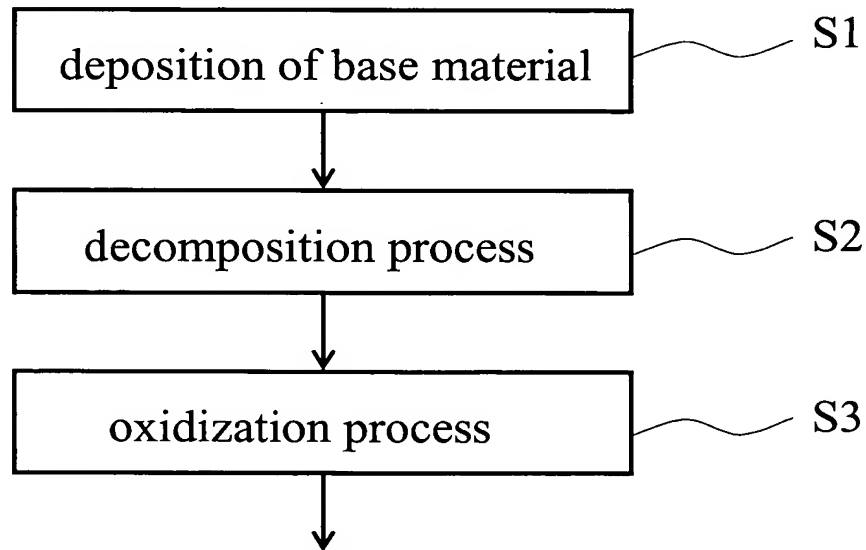 deposition of base material
S1
decomposition process
S2
oxidization process
S3